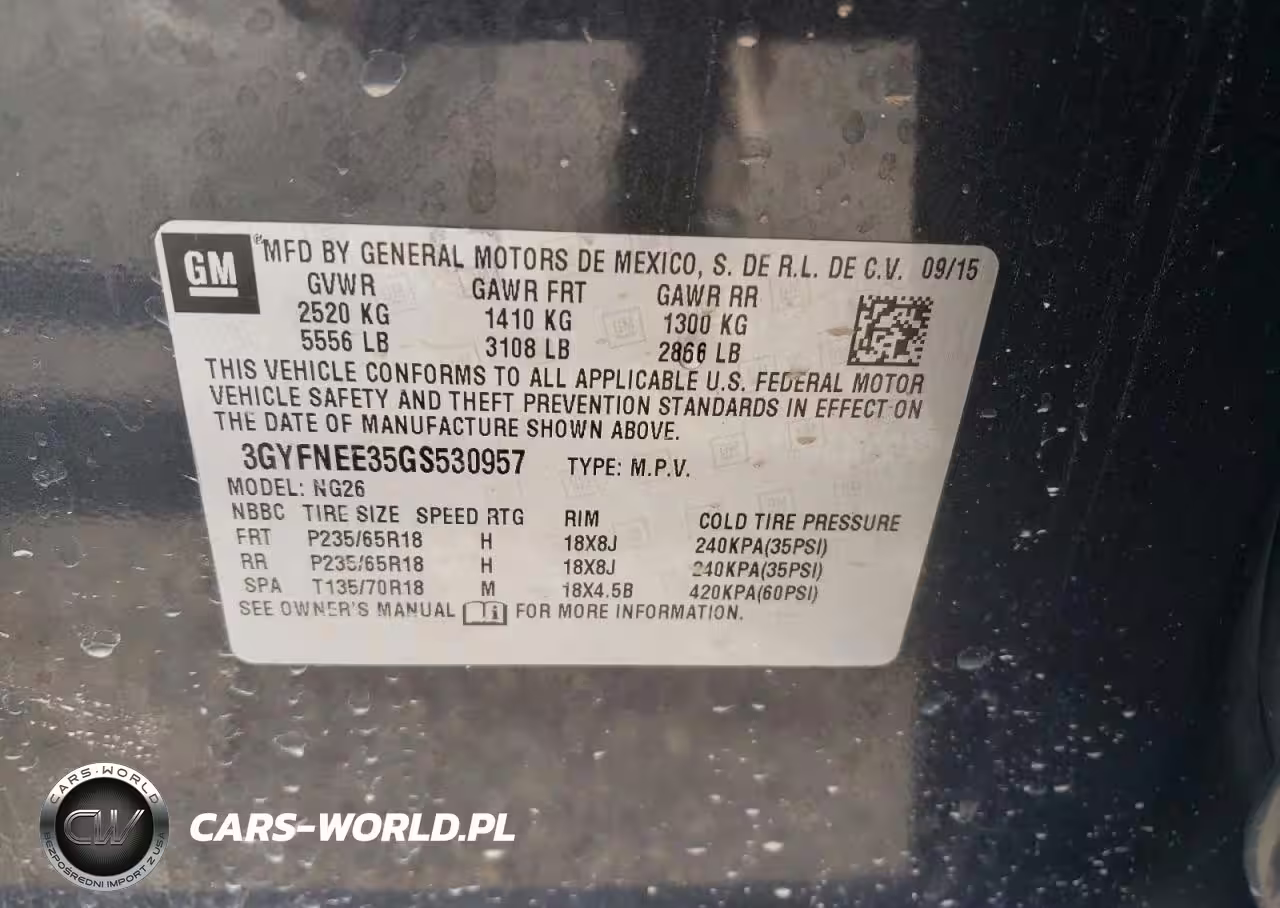 GM
® MFD BY GENERAL MOTORS DE MEXICO, S. DE R.L. DE C.V. 09/15
GVWR GAWR FRT GAWR RR
2520 KG 1410 KG 1300 KG
5556 LB 3108 LB 2866 LB
THIS VEHICLE CONFORMS TO ALL APPLICABLE U.S. FEDERAL MOTOR
VEHICLE SAFETY AND THEFT PREVENTION STANDARDS IN EFFECT ON
THE DATE OF MANUFACTURE SHOWN ABOVE.
3GYFNEE35GS530957 TYPE: M.P.V.
MODEL: NG26
NBBC TIRE SIZE SPEED RTG RIM COLD TIRE PRESSURE
FRT P235/65R18 H 18X8J 240KPA(35PSI)
RR P235/65R18 H 18X8J 240KPA(35PSI)
SPA T135/70R18 M 18X4.5B 420KPA(60PSI)
SEE OWNER'S MANUAL i FOR MORE INFORMATION.
CARS-WORLD
CW
BEZPOŚREDNI IMPORT Z USA
CARS-WORLD.PL